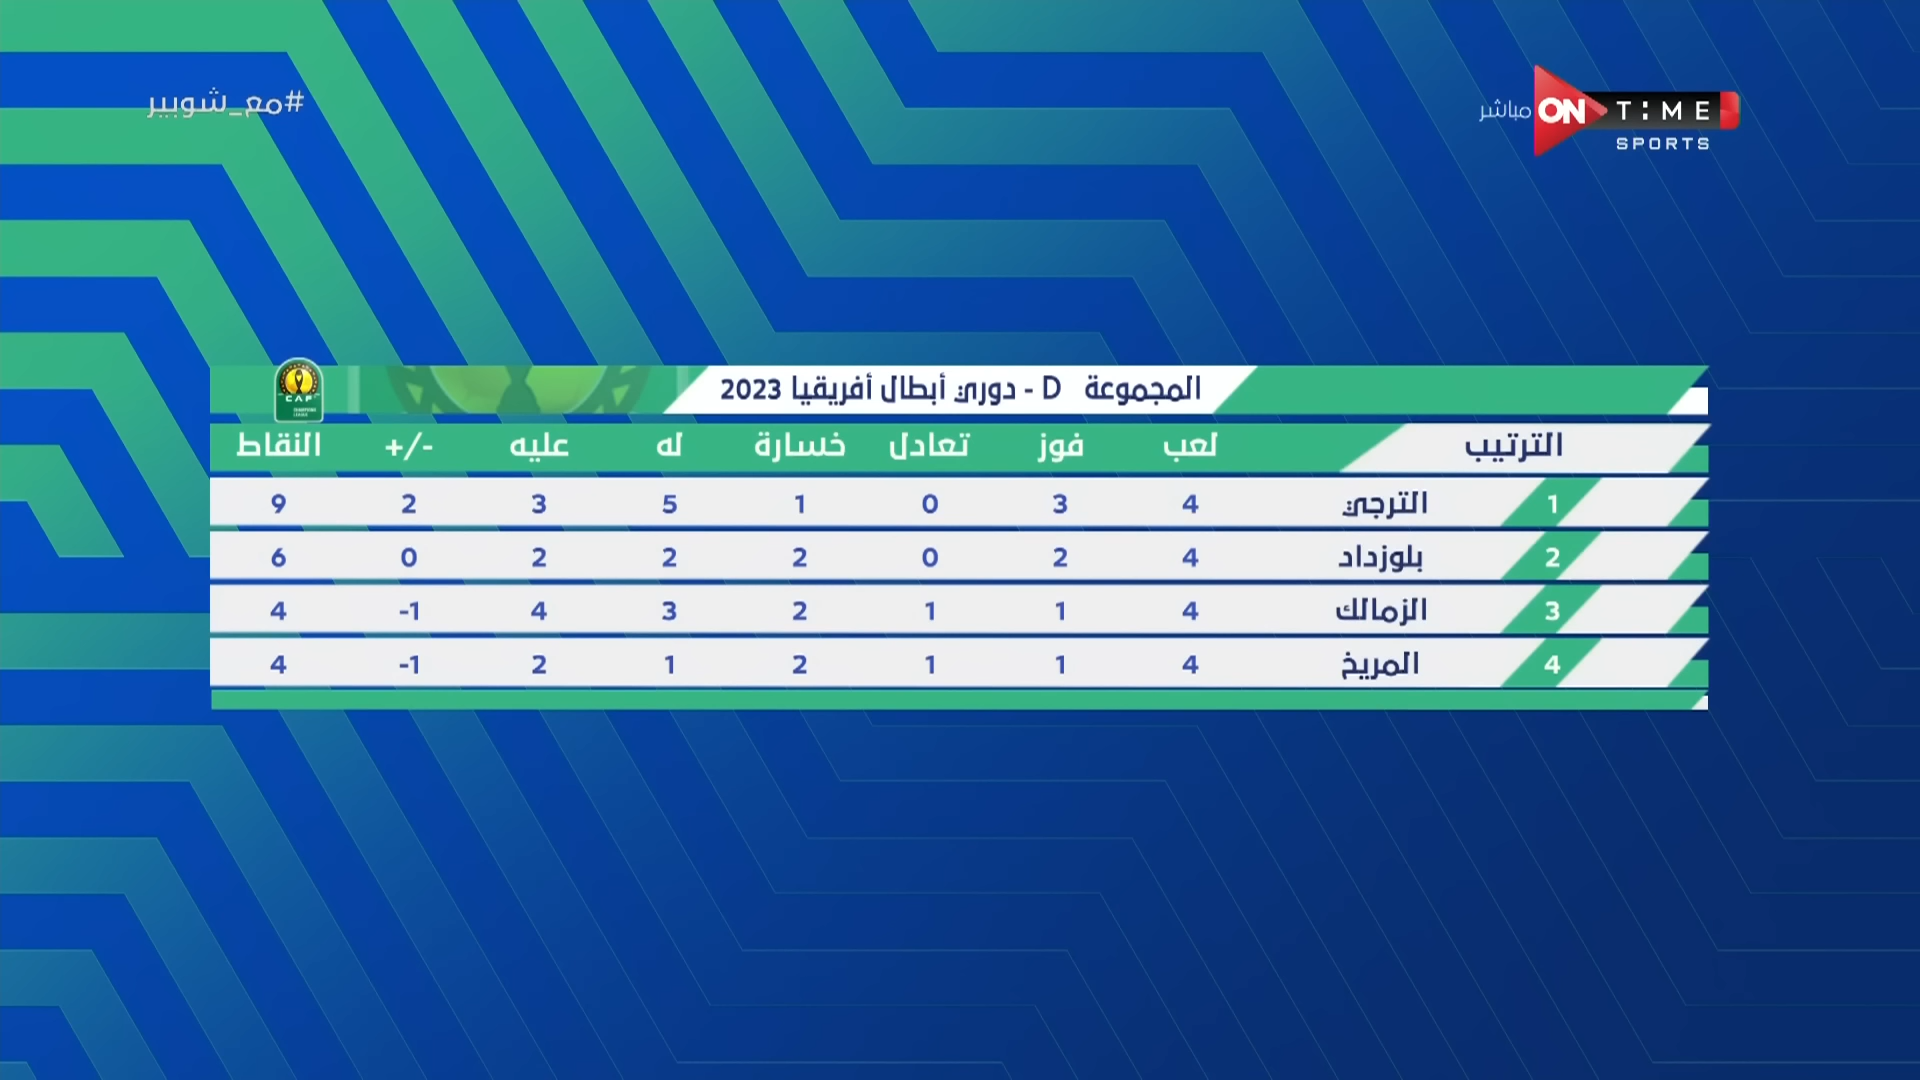 #مع_شوبير
مباشر ON TIME
SPORTS
CAF
المجموعة D - دوري أبطال أفريقيا 2023
الترتيب لعب فوز تعادل خسارة له عليه +/- النقاط
1 الترجي 4 3 0 1 5 3 2 9
2 بلوزداد 4 2 0 2 2 2 0 6
3 الزمالك 4 1 1 2 3 4 -1 4
4 المريخ 4 1 1 2 1 2 -1 4